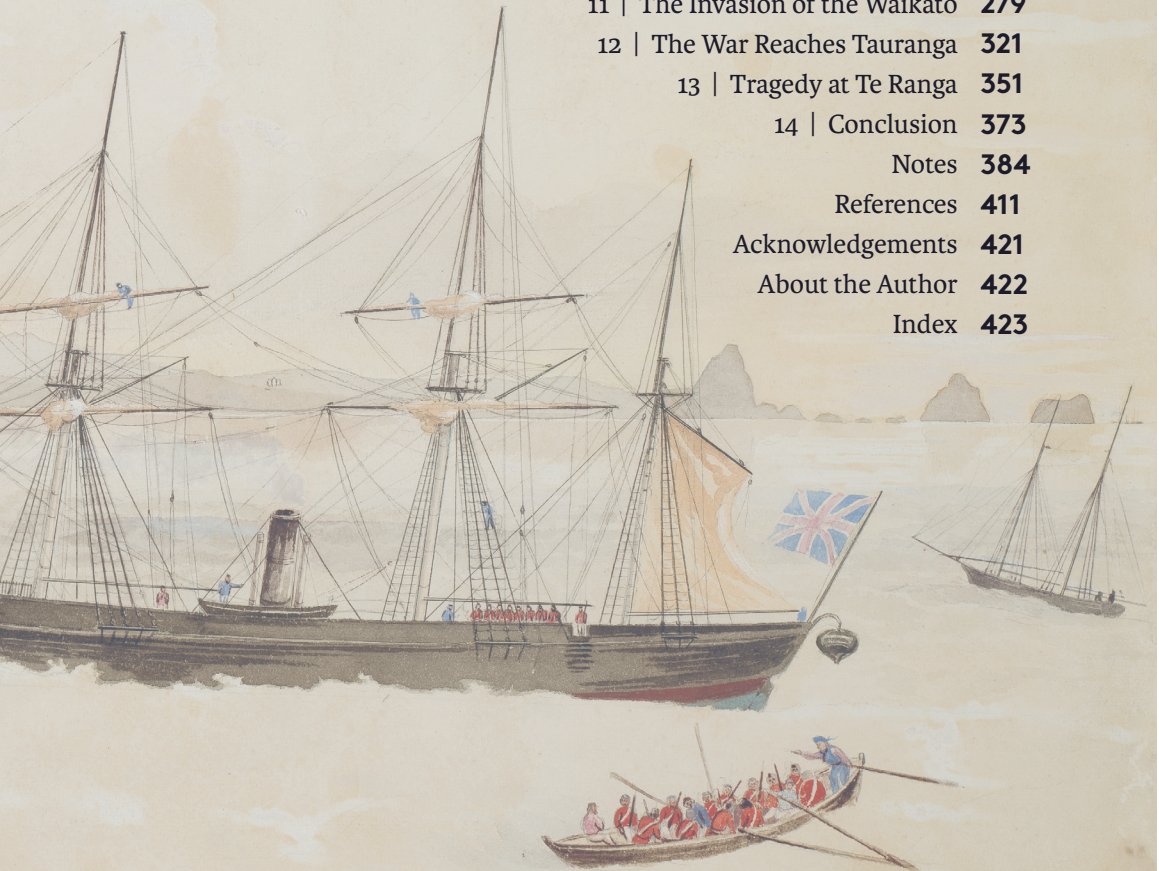 11 | The Invasion of the Waikato 279
12 | The War Reaches Tauranga 321
13 | Tragedy at Te Ranga 351
14 | Conclusion 373
Notes 384
References 411
Acknowledgements 421
About the Author 422
Index 423